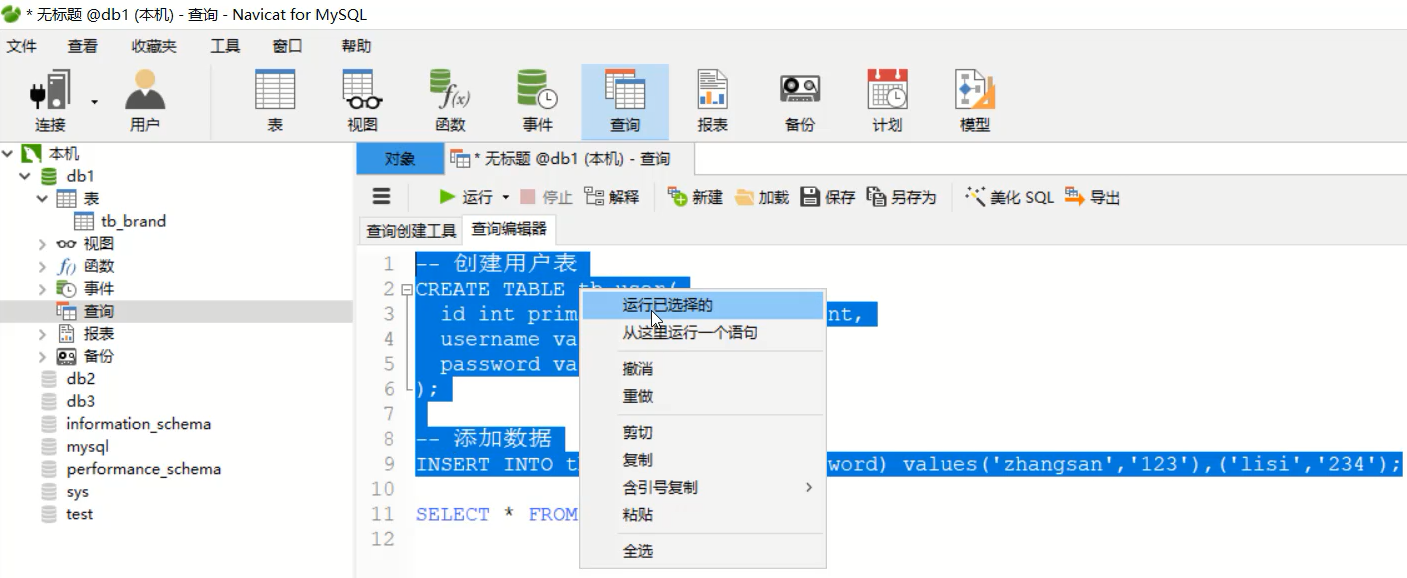 * 无标题 @db1 (本机) - 查询 - Navicat for MySQL
文件 查看 收藏夹 工具 窗口 帮助
连接 用户 表 视图 函数 事件 查询 报表 备份 计划 模型
本机
db1
表
tb_brand
视图
函数
事件
查询
报表
备份
db2
db3
information_schema
mysql
performance_schema
sys
test
对象 * 无标题 @db1 (本机) - 查询
运行 停止 解释 新建 加载 保存 另存为 美化 SQL 导出
查询创建工具 查询编辑器
1 -- 创建用户表
2 CREATE TABLE tb_user(
3 id int prim nt,
4 username va
5 password va
6 );
7
8 -- 添加数据
9 INSERT INTO t word) values('zhangsan','123'),('lisi','234');
10
11 SELECT * FROM
12
运行已选择的
从这里运行一个语句
撤消
重做
剪切
复制
含引号复制
粘贴
全选